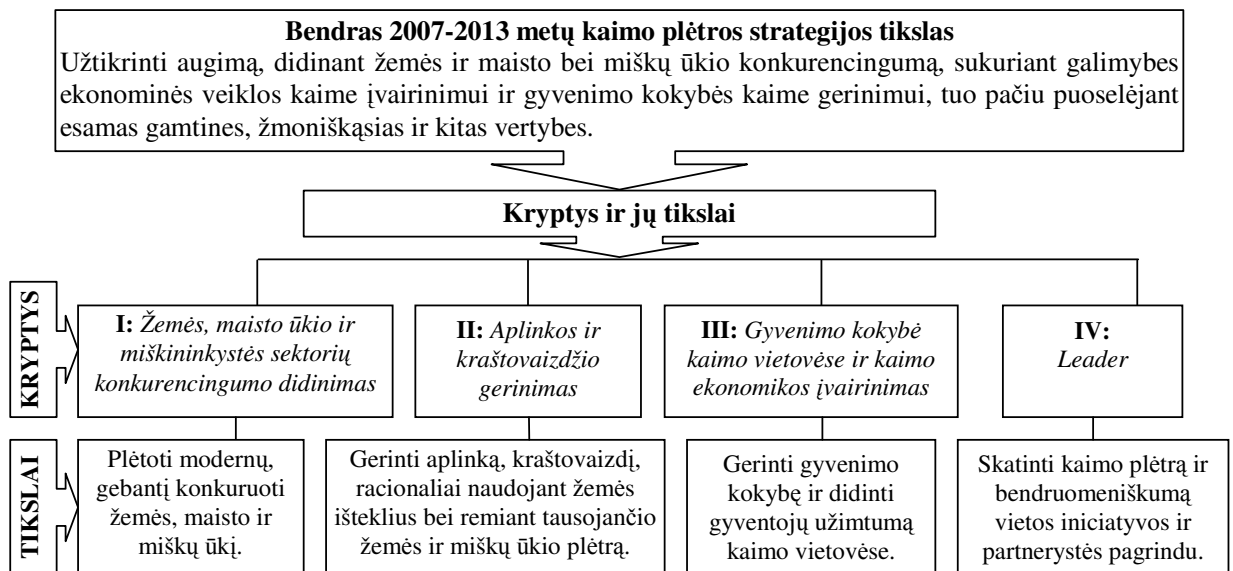 Bendras 2007-2013 metų kaimo plėtros strategijos tikslas
Užtikrinti augimą, didinant žemės ir maisto bei miškų ūkio konkurencingumą, sukuriant galimybes
ekonominės veiklos kaime įvairinimui ir gyvenimo kokybės kaime gerinimui, tuo pačiu puoselėjant
esamas gamtines, žmoniškąsias ir kitas vertybes.
Kryptys ir jų tikslai
KRYPTYS
I: Žemės, maisto ūkio ir
miškininkystės sektorių
konkurencingumo didinimas
II: Aplinkos ir
kraštovaizdžio
gerinimas
III: Gyvenimo kokybė
kaimo vietovėse ir kaimo
ekonomikos įvairinimas
IV:
Leader
TIKSLAI
Plėtoti modernų,
gebantį konkuruoti
žemės, maisto ir
miškų ūkį.
Gerinti aplinką, kraštovaizdį,
racionaliai naudojant žemės
išteklius bei remiant tausojančio
žemės ir miškų ūkio plėtrą.
Gerinti gyvenimo
kokybę ir didinti
gyventojų užimtumą
kaimo vietovėse.
Skatinti kaimo plėtrą ir
bendruomeniškumą
vietos iniciatyvos ir
partnerystės pagrindu.